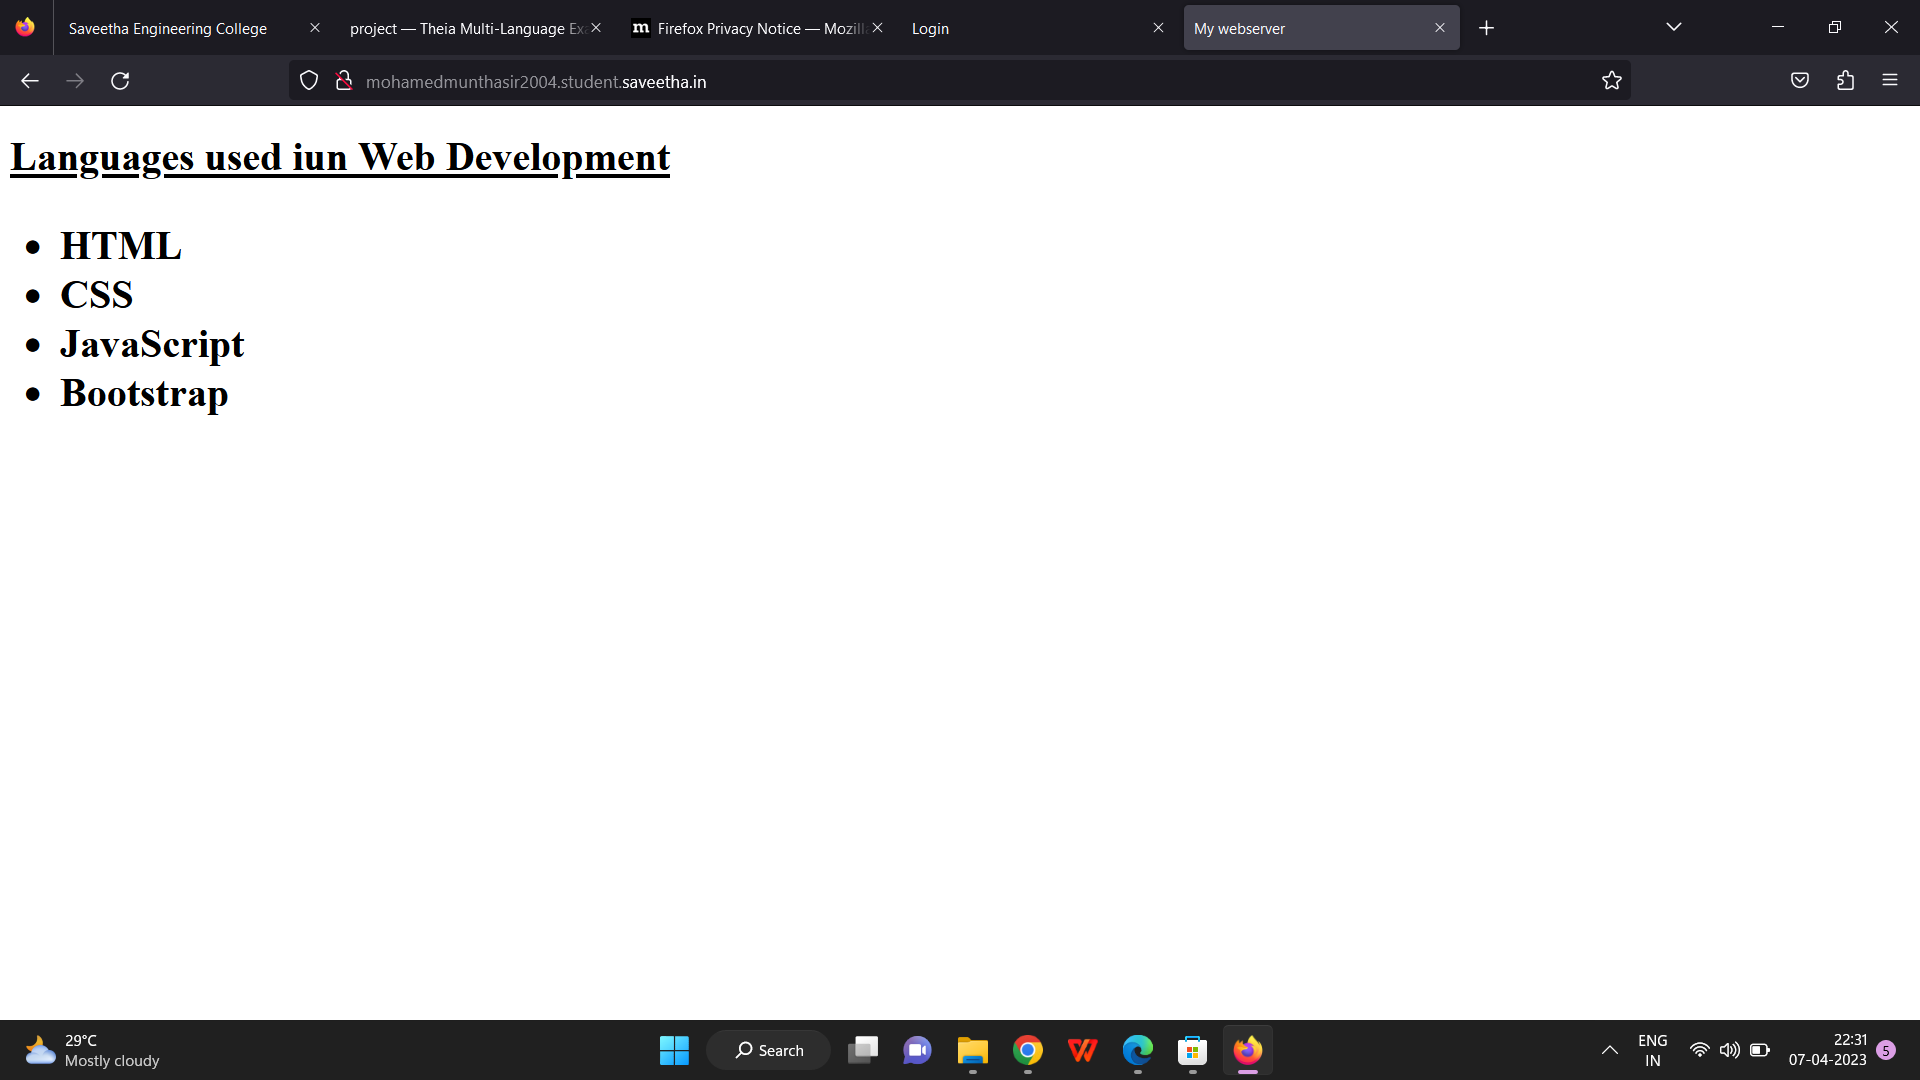 Saveetha Engineering College
project — Theia Multi-Language Ex
m Firefox Privacy Notice — Mozill
Login
My webserver
mohamedmunthasir2004.student.saveetha.in
Languages used iun Web Development
• HTML
• CSS
• JavaScript
• Bootstrap
29°C
Mostly cloudy
Search
ENG
IN
22:31
07-04-2023
5